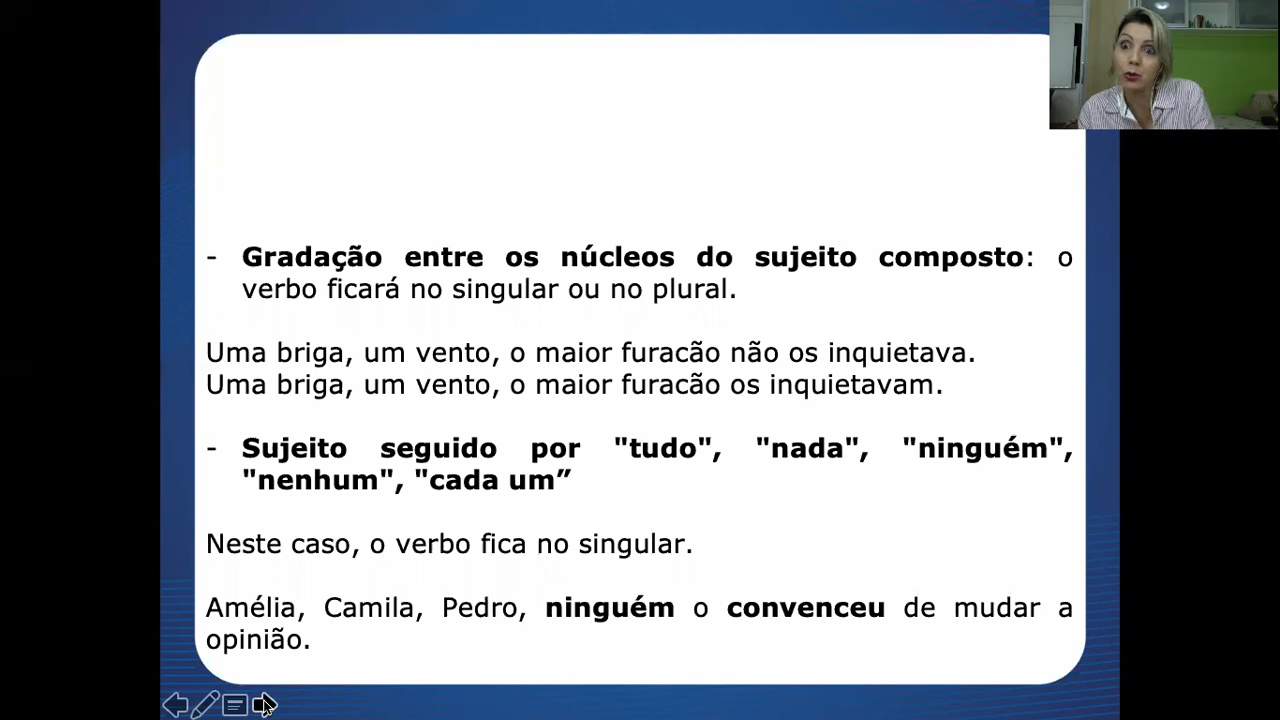 - Gradação entre os núcleos do sujeito composto: o
verbo ficará no singular ou no plural.
Uma briga, um vento, o maior furacão não os inquietava.
Uma briga, um vento, o maior furacão os inquietavam.
- Sujeito seguido por "tudo", "nada", "ninguém",
"nenhum", "cada um”
Neste caso, o verbo fica no singular.
Amélia, Camila, Pedro, ninguém o convenceu de mudar a
opinião.